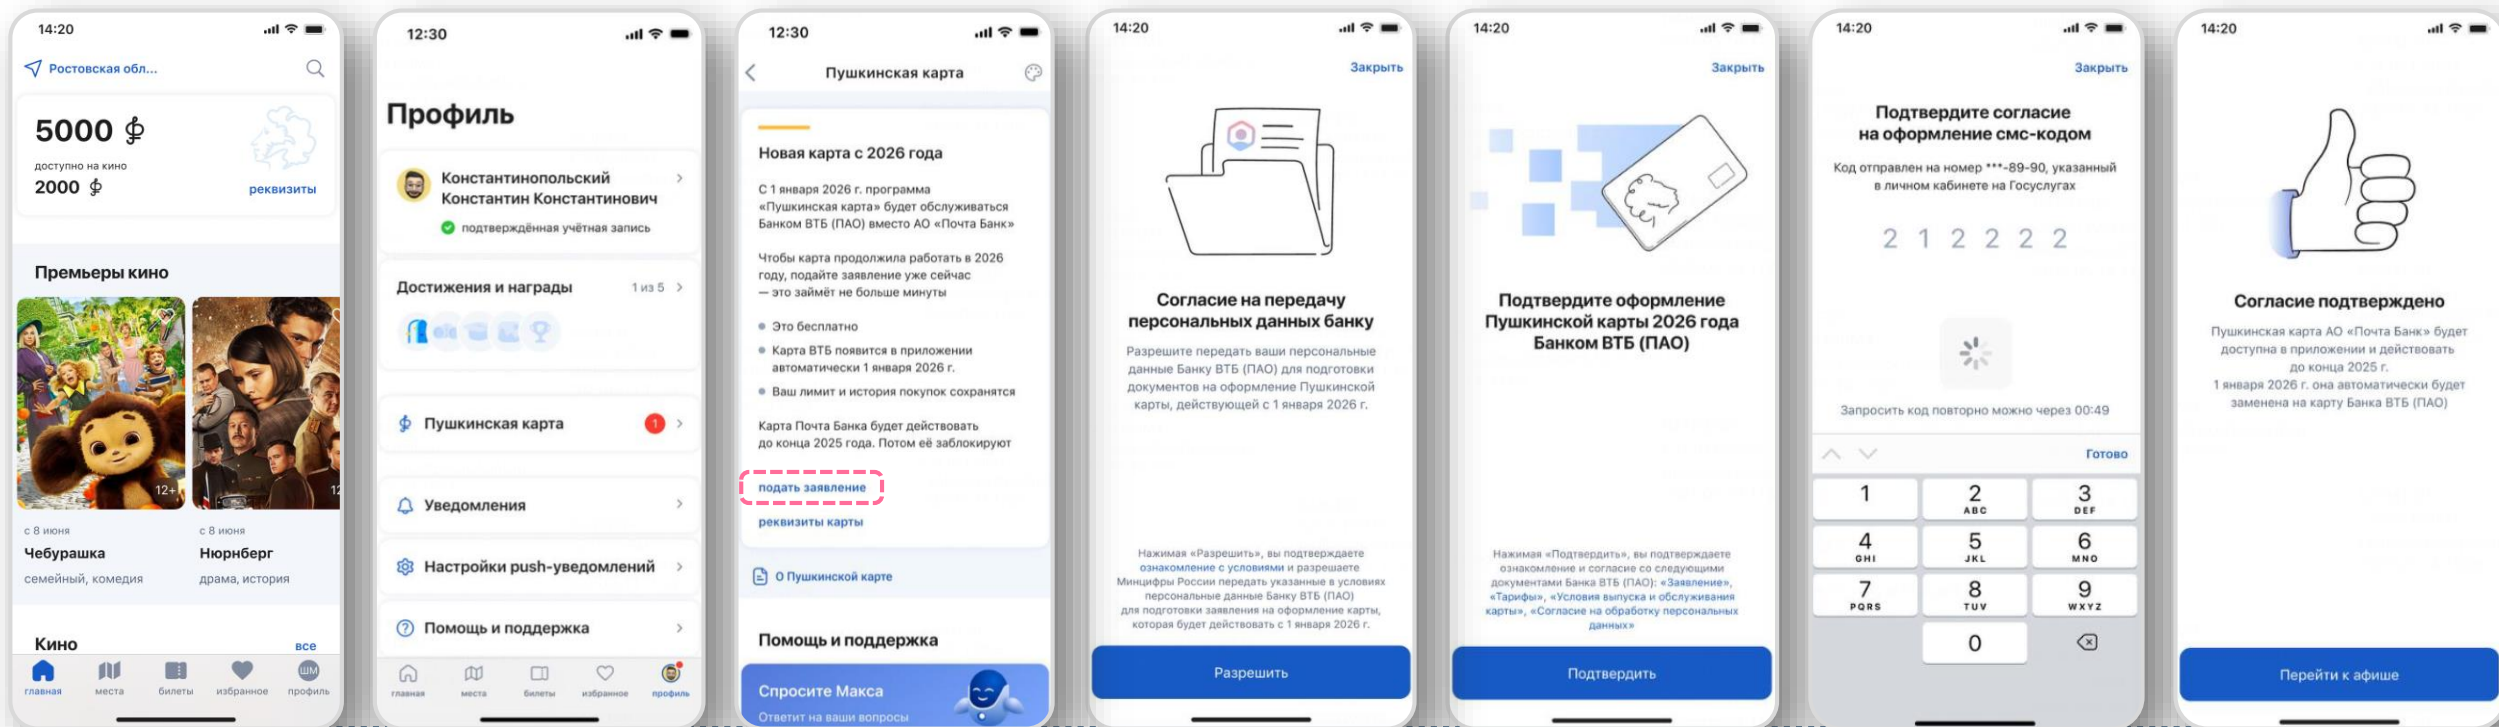 14:20
Ростовская обл...
5000
доступно на кино
2000
реквизиты
Премьеры кино
12+
12
с 8 июня
с 8 июня
Чебурашка
Нюрнберг
семейный, комедия
драма, история
Кино
все
ШМ
главная
места
билеты
избранное
профиль
12:30
Профиль
Константинопольский
Константин Константинович
подтверждённая учётная запись
Достижения и награды
1 из 5
Пушкинская карта
1
Уведомления
Настройки push-уведомлений
Помощь и поддержка
главная
места
билеты
избранное
профиль
12:30
Пушкинская карта
Новая карта с 2026 года
С 1 января 2026 г. программа
«Пушкинская карта» будет обслуживаться
Банком ВТБ (ПАО) вместо АО «Почта Банк»
Чтобы карта продолжила работать в 2026
году, подайте заявление уже сейчас
— это займёт не больше минуты
Это бесплатно
Карта ВТБ появится в приложении
автоматически 1 января 2026 г.
Ваш лимит и история покупок сохранятся
Карта Почта Банка будет действовать
до конца 2025 года. Потом её заблокируют
подать заявление
реквизиты карты
О Пушкинской карте
Помощь и поддержка
Спросите Макса
Ответит на ваши вопросы
14:20
Закрыть
Согласие на передачу
персональных данных банку
Разрешите передать ваши персональные
данные Банку ВТБ (ПАО) для подготовки
документов на оформление Пушкинской
карты, действующей с 1 января 2026 г.
Нажимая «Разрешить», вы подтверждаете
ознакомление с условиями и разрешаете
Минцифры России передать указанные в условиях
персональные данные Банку ВТБ (ПАО)
для подготовки заявления на оформление карты,
которая будет действовать с 1 января 2026 г.
Разрешить
14:20
Закрыть
Подтвердите оформление
Пушкинской карты 2026 года
Банком ВТБ (ПАО)
Нажимая «Подтвердить», вы подтверждаете
ознакомление и согласие со следующими
документами Банка ВТБ (ПАО): «Заявление»,
«Тарифы», «Условия выпуска и обслуживания
карты», «Согласие на обработку персональных
данных»
Подтвердить
14:20
Закрыть
Подтвердите согласие
на оформление смс-кодом
Код отправлен на номер ***-89-90, указанный
в личном кабинете на Госуслугах
2 1 2 2 2 2
Запросить код повторно можно через 00:49
Готово
1 2 3
ABC DEF
4 5 6
GHI JKL MNO
7 8 9
PQRS TUV WXYZ
0
14:20
Согласие подтверждено
Пушкинская карта АО «Почта Банк» будет
доступна в приложении и действовать
до конца 2025 г.
1 января 2026 г. она автоматически будет
заменена на карту Банка ВТБ (ПАО)
Перейти к афише